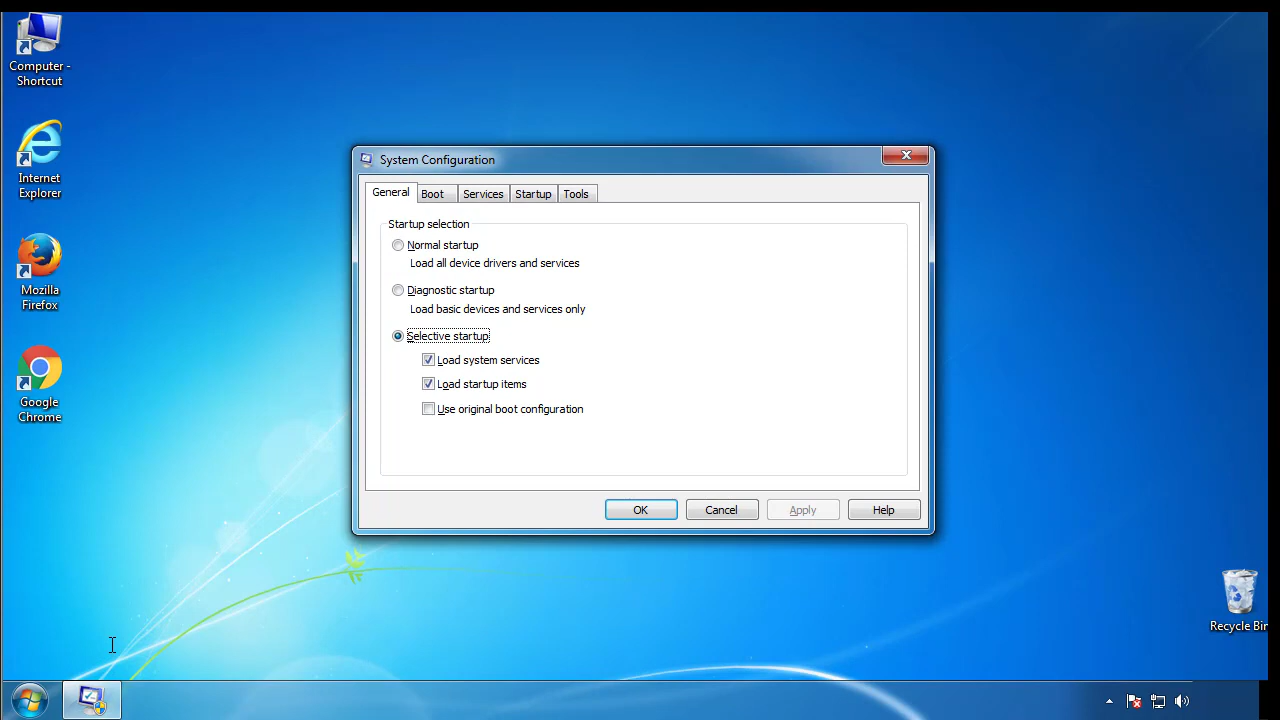 Computer -
Shortcut
Internet
Explorer
Mozilla
Firefox
Google
Chrome
System Configuration
General Boot Services Startup Tools
Startup selection
Normal startup
Load all device drivers and services
Diagnostic startup
Load basic devices and services only
Selective startup
Load system services
Load startup items
Use original boot configuration
OK Cancel Apply Help
Recycle Bin